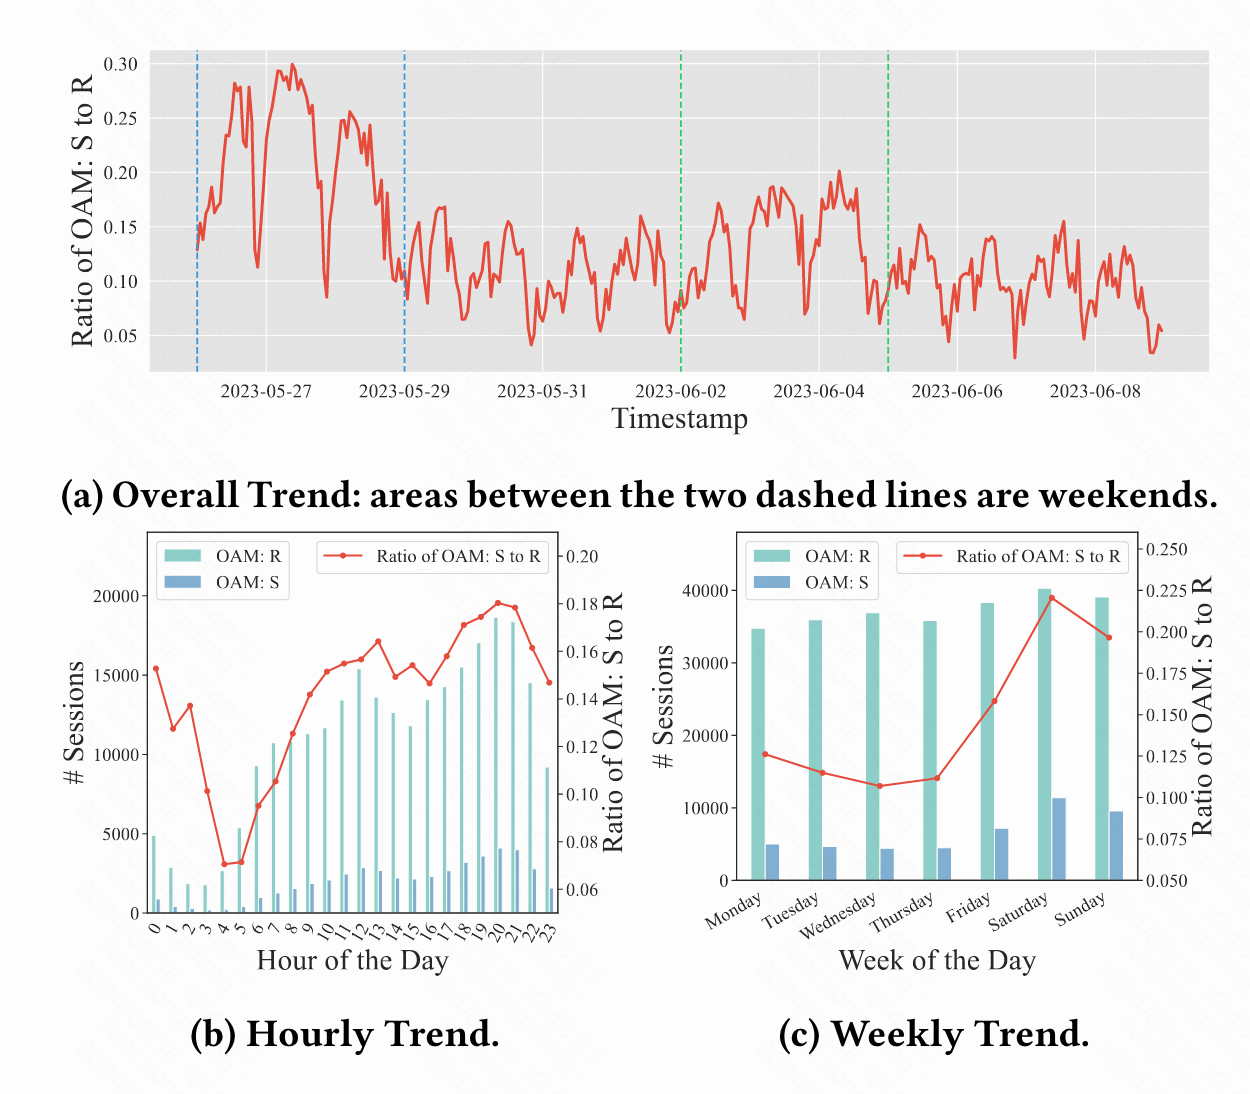 Ratio of OAM: S to R
0.30
0.25
0.20
0.15
0.10
0.05
2023-05-27 2023-05-29 2023-05-31 2023-06-02 2023-06-04 2023-06-06 2023-06-08
Timestamp
(a) Overall Trend: areas between the two dashed lines are weekends.
OAM: R
OAM: S
Ratio of OAM: S to R
# Sessions
20000
15000
10000
5000
0
0.20
0.18
0.16
0.14
0.12
0.10
0.08
0.06
Ratio of OAM: S to R
0 1 2 3 4 5 6 7 8 9 10 11 12 13 14 15 16 17 18 19 20 21 22 23
Hour of the Day
(b) Hourly Trend.
OAM: R
OAM: S
Ratio of OAM: S to R
# Sessions
40000
30000
20000
10000
0
0.250
0.225
0.200
0.175
0.150
0.125
0.100
0.075
0.050
Ratio of OAM: S to R
Monday Tuesday Wednesday Thursday Friday Saturday Sunday
Week of the Day
(c) Weekly Trend.